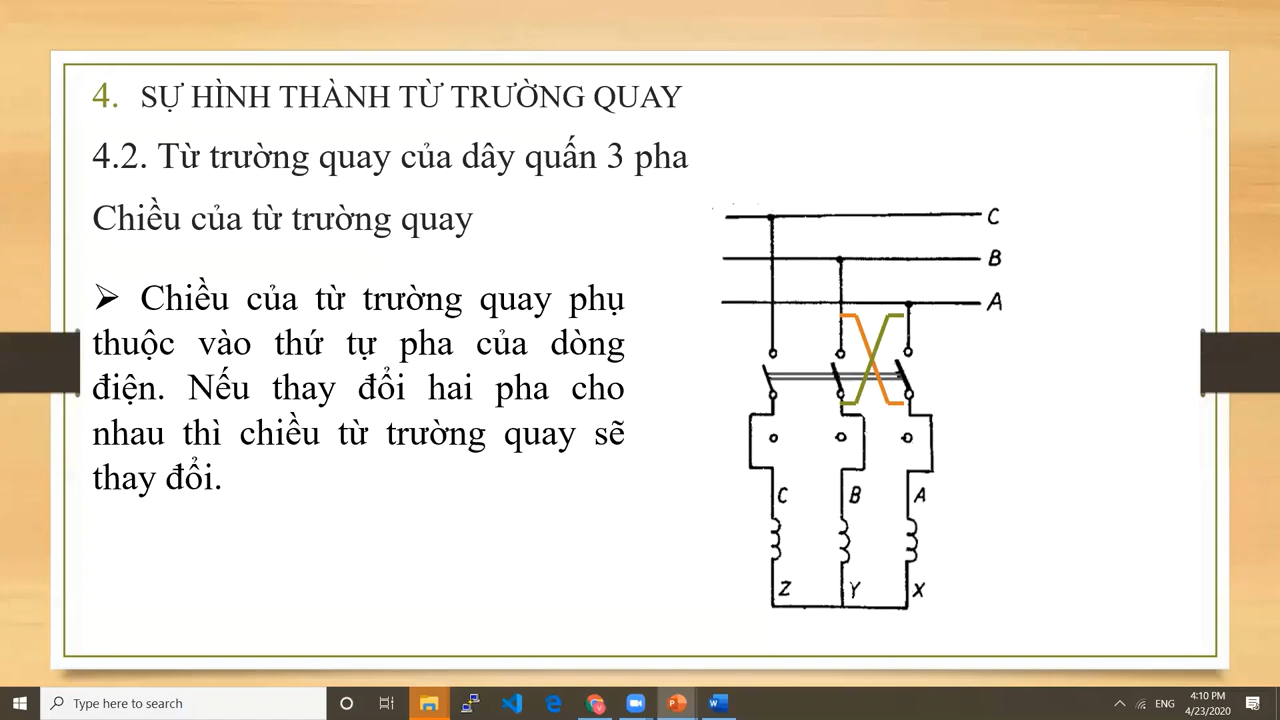 4. SỰ HÌNH THÀNH TỪ TRƯỜNG QUAY
4.2. Từ trường quay của dây quấn 3 pha
Chiều của từ trường quay
➢ Chiều của từ trường quay phụ
thuộc vào thứ tự pha của dòng
điện. Nếu thay đổi hai pha cho
nhau thì chiều từ trường quay sẽ
thay đổi.
C
B
A
C B A
Z Y X
Type here to search
ENG
4:10 PM
4/23/2020